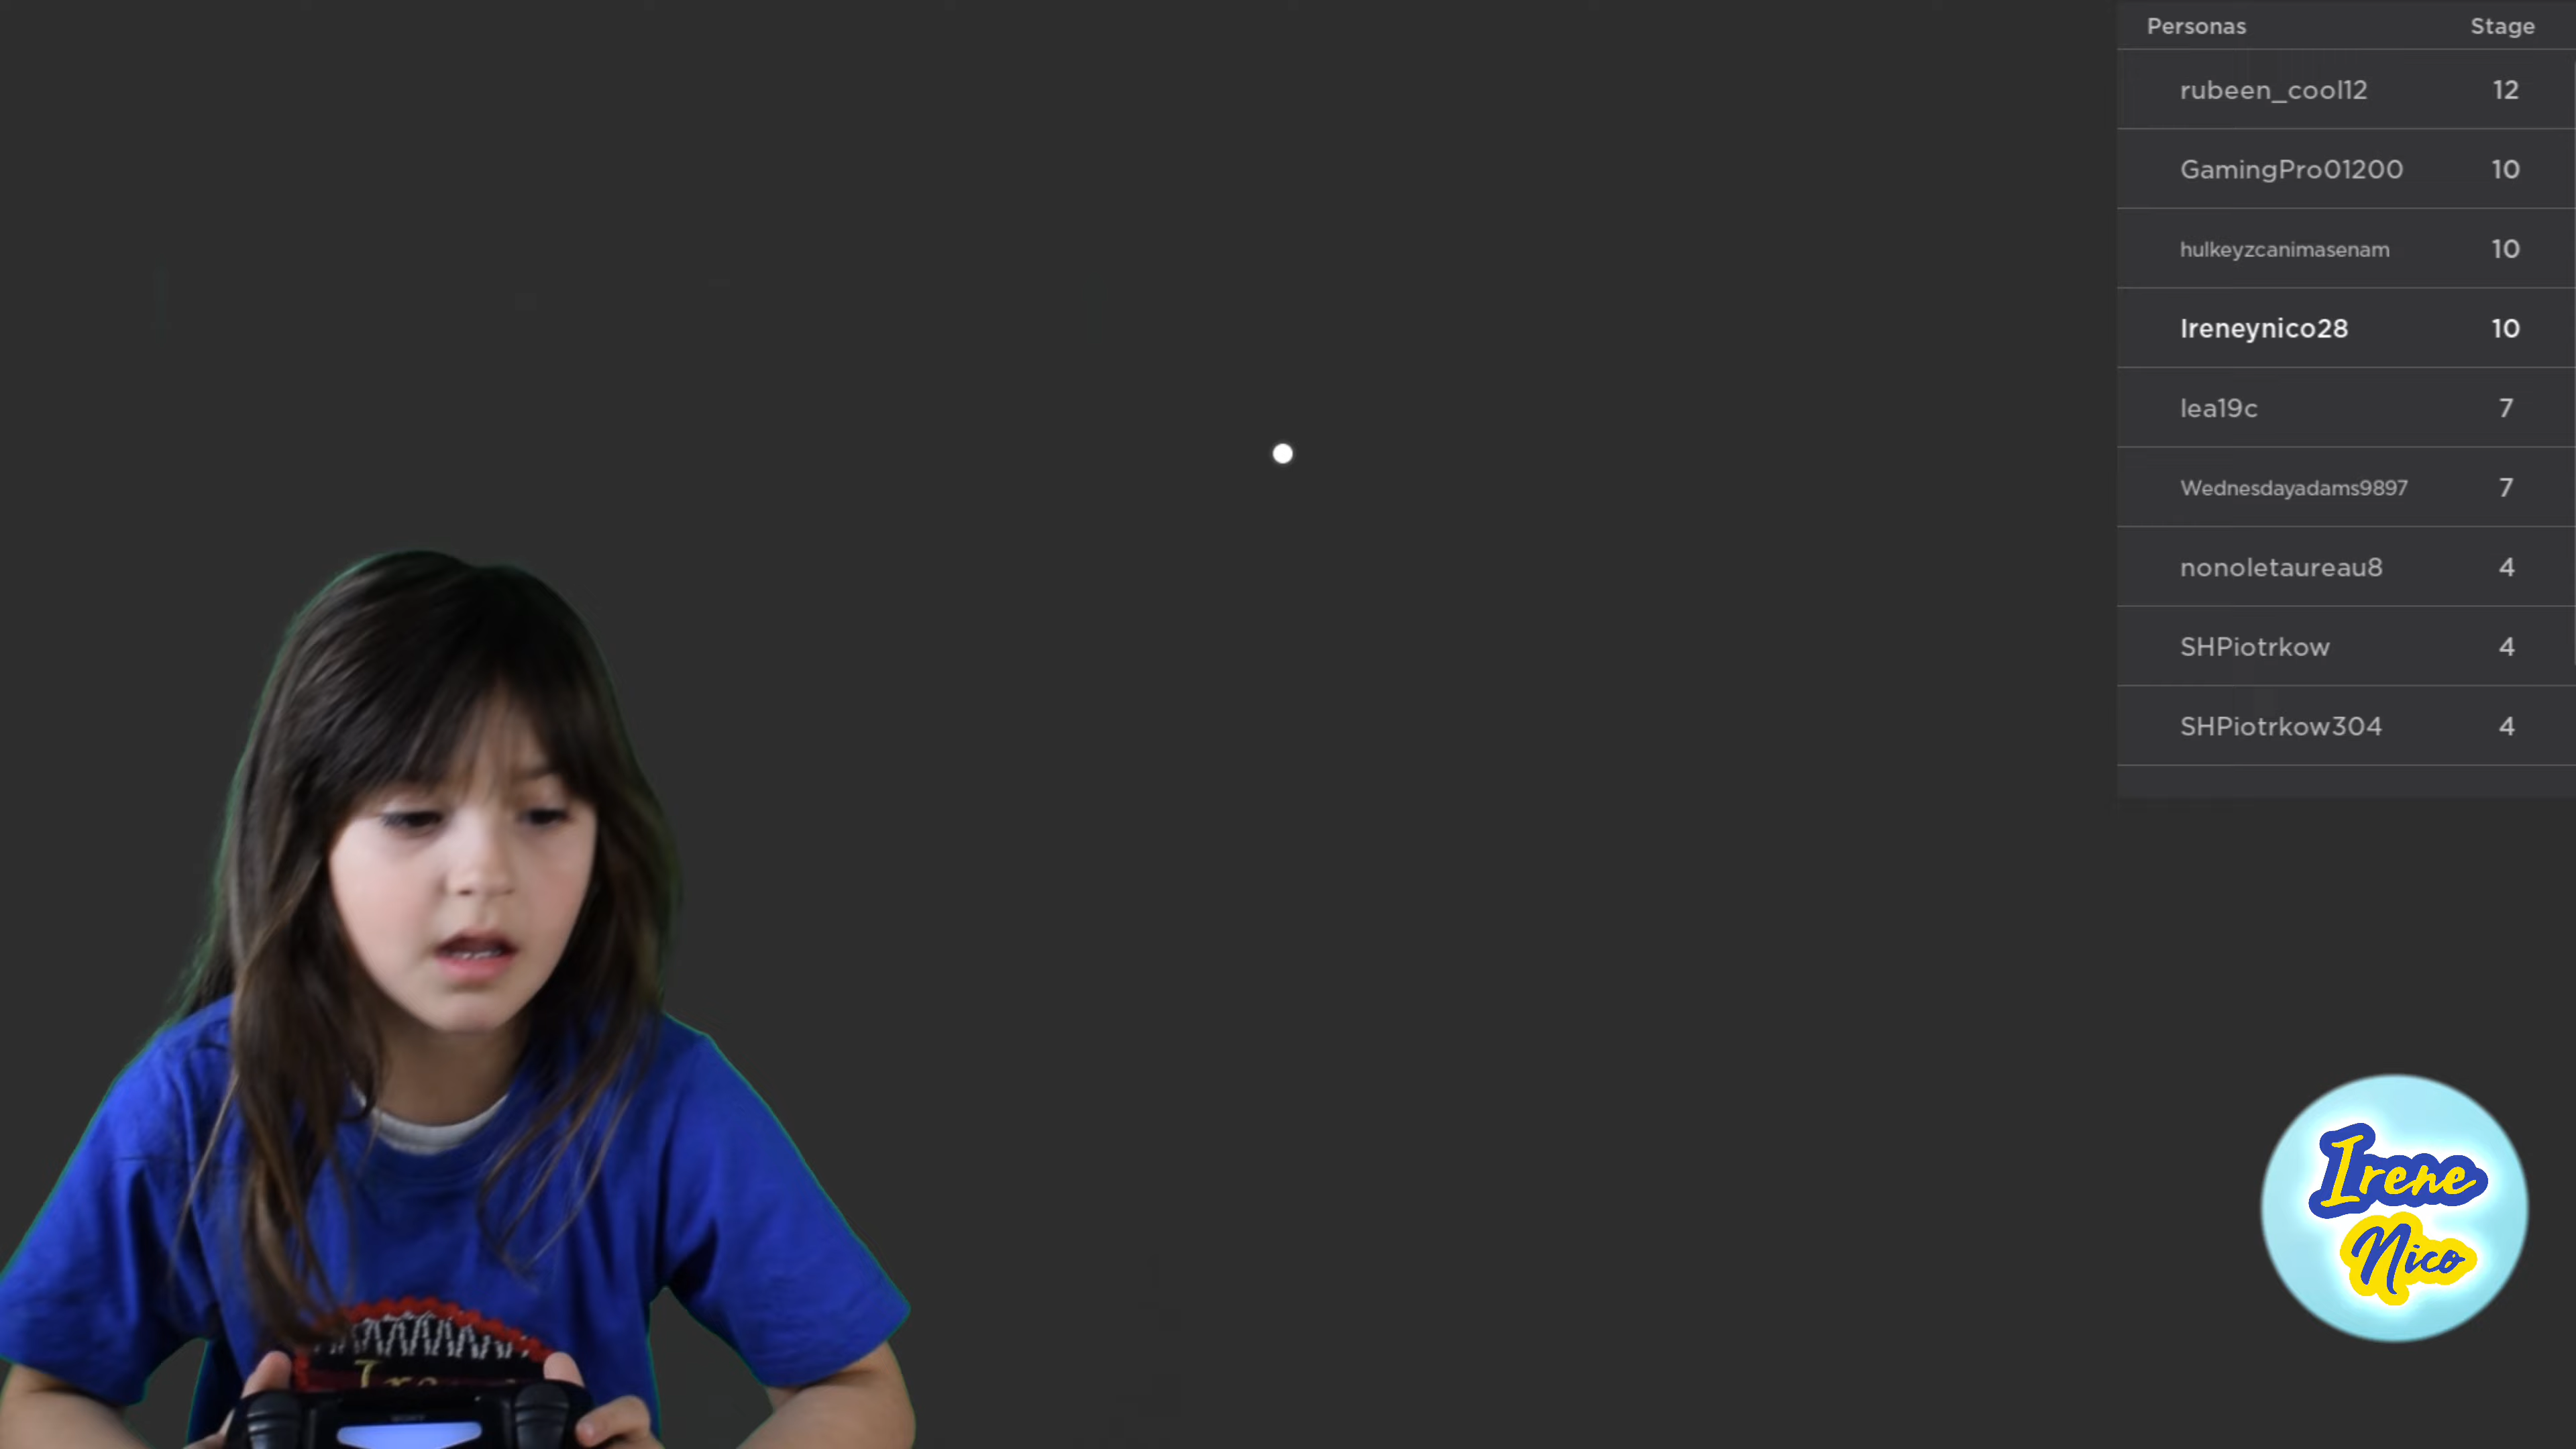 Personas Stage
rubeen_cool12 12
GamingPro01200 10
hulkeyzcanimasenam 10
Ireneynico28 10
lea19c 7
Wednesdayadams9897 7
nonoletaureau8 4
SHPiotrkow 4
SHPiotrkow304 4
Irene
Nico
SONY